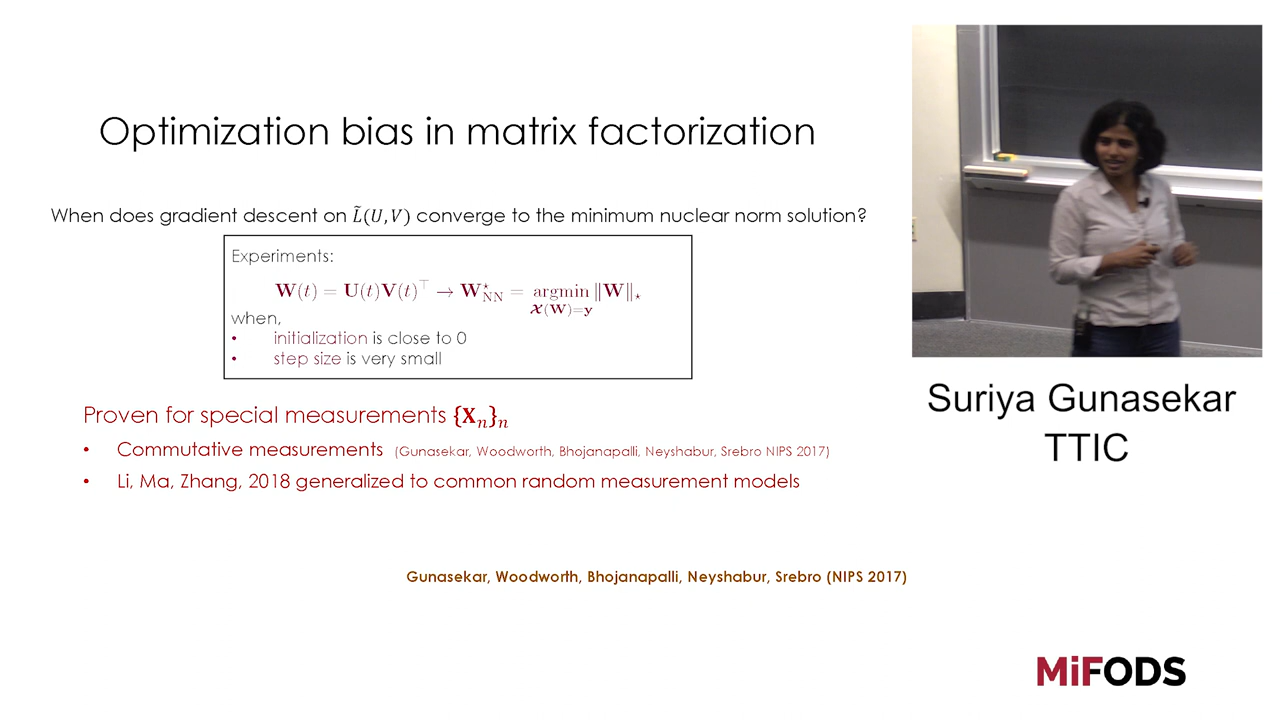 Optimization bias in matrix factorization
When does gradient descent on L̃(U, V) converge to the minimum nuclear norm solution?
Experiments:
W(t) = U(t)V(t)⊤ → W⋆NN = argmin ‖W‖⋆
𝓧(W)=y
when,
• initialization is close to 0
• step size is very small
Proven for special measurements {Xₙ}ₙ
• Commutative measurements (Gunasekar, Woodworth, Bhojanapalli, Neyshabur, Srebro NIPS 2017)
• Li, Ma, Zhang, 2018 generalized to common random measurement models
Gunasekar, Woodworth, Bhojanapalli, Neyshabur, Srebro (NIPS 2017)
Suriya Gunasekar
TTIC
MiFODS